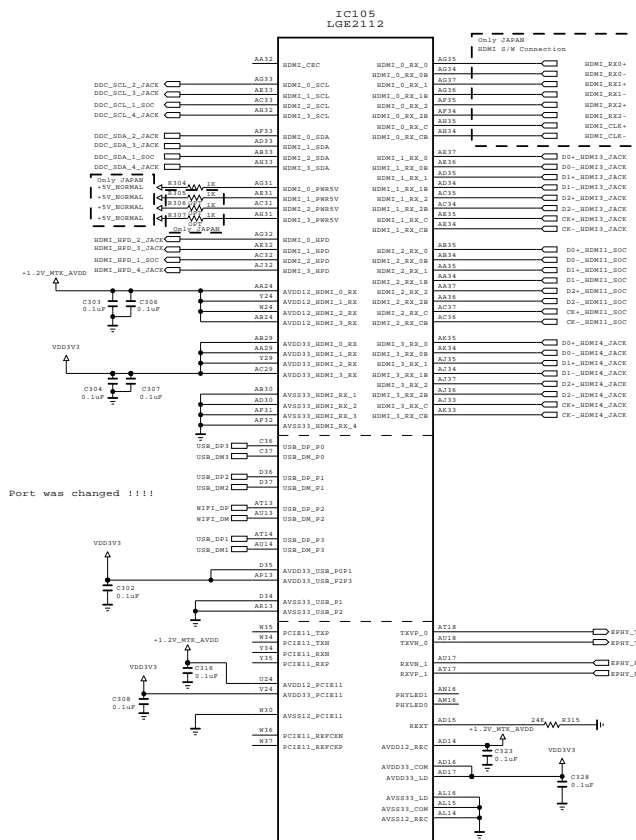 IC105
LGE2112
Only JAPAN
HDMI S/W Connection
AA32 HDMI_CEC
DDC_SCL_2_JACK AG33 HDMI_0_SCL
DDC_SCL_3_JACK AE33 HDMI_1_SCL
DDC_SCL_1_SOC AC33 HDMI_2_SCL
DDC_SCL_4_JACK AH32 HDMI_3_SCL
DDC_SDA_2_JACK AF33 HDMI_0_SDA
DDC_SDA_3_JACK AD33 HDMI_1_SDA
DDC_SDA_1_SOC AB33 HDMI_2_SDA
DDC_SDA_4_JACK AH33 HDMI_3_SDA
Only JAPAN
+5V_NORMAL R304 1K AG31 HDMI_0_PWR5V
+5V_NORMAL R305 1K AE31 HDMI_1_PWR5V
+5V_NORMAL R306 1K AC31 HDMI_2_PWR5V
+5V_NORMAL R307 1K AH31 HDMI_3_PWR5V
OPT
Only JAPAN
HDMI_HPD_2_JACK AG32 HDMI_0_HPD
HDMI_HPD_3_JACK AE32 HDMI_1_HPD
HDMI_HPD_1_SOC AC32 HDMI_2_HPD
HDMI_HPD_4_JACK AJ32 HDMI_3_HPD
+1.2V_MTK_AVDD
C303 0.1uF
C306 0.1uF
AA24 AVDD12_HDMI_0_RX
Y24 AVDD12_HDMI_1_RX
W24 AVDD12_HDMI_2_RX
AB24 AVDD12_HDMI_3_RX
VDD3V3
C304 0.1uF
C307 0.1uF
AB29 AVDD33_HDMI_0_RX
AA29 AVDD33_HDMI_1_RX
Y29 AVDD33_HDMI_2_RX
AC29 AVDD33_HDMI_3_RX
AB30 AVSS33_HDMI_RX_1
AD30 AVSS33_HDMI_RX_2
AF31 AVSS33_HDMI_RX_3
AF32 AVSS33_HDMI_RX_4
USB_DP3 C36 USB_DP_P0
USB_DM3 C37 USB_DM_P0
USB_DP2 D36 USB_DP_P1
USB_DM2 D37 USB_DM_P1
Port was changed !!!!
WIFI_DP AT13 USB_DP_P2
WIFI_DM AU13 USB_DM_P2
USB_DP1 AT14 USB_DP_P3
USB_DM1 AU14 USB_DM_P3
VDD3V3
C302 0.1uF
D35 AVDD33_USB_P0P1
AP13 AVDD33_USB_P2P3
D34 AVSS33_USB_P1
AR13 AVSS33_USB_P2
W35 PCIE11_TXP
W34 PCIE11_TXN
Y34 PCIE11_RXN
Y35 PCIE11_RXP
+1.2V_MTK_AVDD
C316 0.1uF
VDD3V3
C308 0.1uF
U24 AVDD12_PCIE11
V24 AVDD33_PCIE11
W30 AVSS12_PCIE11
W36 PCIE11_REFCKN
W37 PCIE11_REFCKP
HDMI_0_RX_0 AG35 HDMI_RX0+
HDMI_0_RX_0B AG34 HDMI_RX0-
HDMI_0_RX_1 AG37 HDMI_RX1+
HDMI_0_RX_1B AG36 HDMI_RX1-
HDMI_0_RX_2 AF35 HDMI_RX2+
HDMI_0_RX_2B AF34 HDMI_RX2-
HDMI_0_RX_C AH35 HDMI_CLK+
HDMI_0_RX_CB AH34 HDMI_CLK-
HDMI_1_RX_0 AE37 D0+_HDMI3_JACK
HDMI_1_RX_0B AE36 D0-_HDMI3_JACK
HDMI_1_RX_1 AD35 D1+_HDMI3_JACK
HDMI_1_RX_1B AD34 D1-_HDMI3_JACK
HDMI_1_RX_2 AC35 D2+_HDMI3_JACK
HDMI_1_RX_2B AC34 D2-_HDMI3_JACK
HDMI_1_RX_C AE35 CK+_HDMI3_JACK
HDMI_1_RX_CB AE34 CK-_HDMI3_JACK
HDMI_2_RX_0 AB35 D0+_HDMI1_SOC
HDMI_2_RX_0B AB34 D0-_HDMI1_SOC
HDMI_2_RX_1 AA35 D1+_HDMI1_SOC
HDMI_2_RX_1B AA34 D1-_HDMI1_SOC
HDMI_2_RX_2 AA37 D2+_HDMI1_SOC
HDMI_2_RX_2B AA36 D2-_HDMI1_SOC
HDMI_2_RX_C AC37 CK+_HDMI1_SOC
HDMI_2_RX_CB AC36 CK-_HDMI1_SOC
HDMI_3_RX_0 AK35 D0+_HDMI4_JACK
HDMI_3_RX_0B AK34 D0-_HDMI4_JACK
HDMI_3_RX_1 AJ35 D1+_HDMI4_JACK
HDMI_3_RX_1B AJ34 D1-_HDMI4_JACK
HDMI_3_RX_2 AJ37 D2+_HDMI4_JACK
HDMI_3_RX_2B AJ36 D2-_HDMI4_JACK
HDMI_3_RX_C AJ33 CK+_HDMI4_JACK
HDMI_3_RX_CB AK33 CK-_HDMI4_JACK
TXVP_0 AT18
TXVN_0 AU18
RXVN_1 AU17
RXVP_1 AT17
PHYLED1 AN16
PHYLED0 AM16
REXT AD15 24K R315
+1.2V_MTK_AVDD
AVDD12_REC AD14
C323 0.1uF
VDD3V3
AVDD33_COM AD16
AVDD33_LD AD17
C328 0.1uF
AVSS33_LD AL16
AVSS33_COM AL15
AVSS12_REC AL14